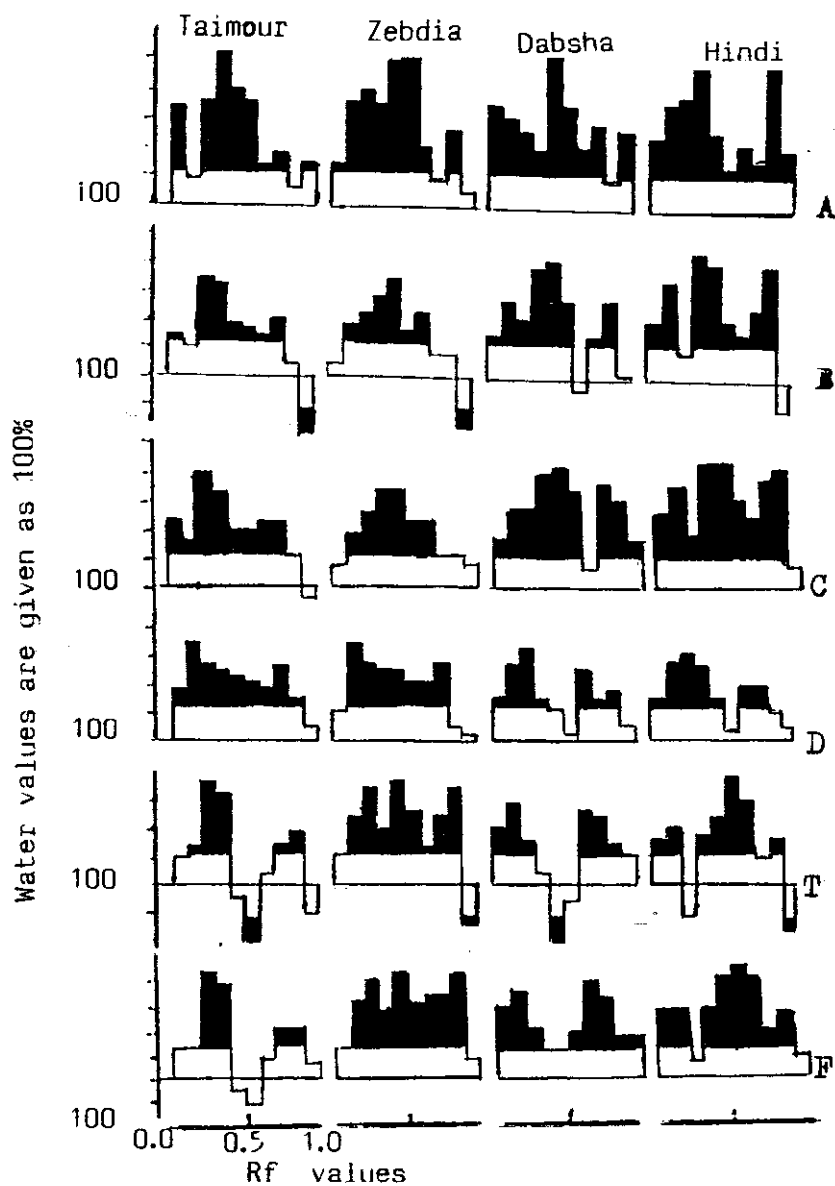 Taimour Zebdia Dabsha Hindi
100 A
100 B
100 C
100 D
100 T
100 F
0.0 0.5 1.0
Rf values
Water values are given as 100%